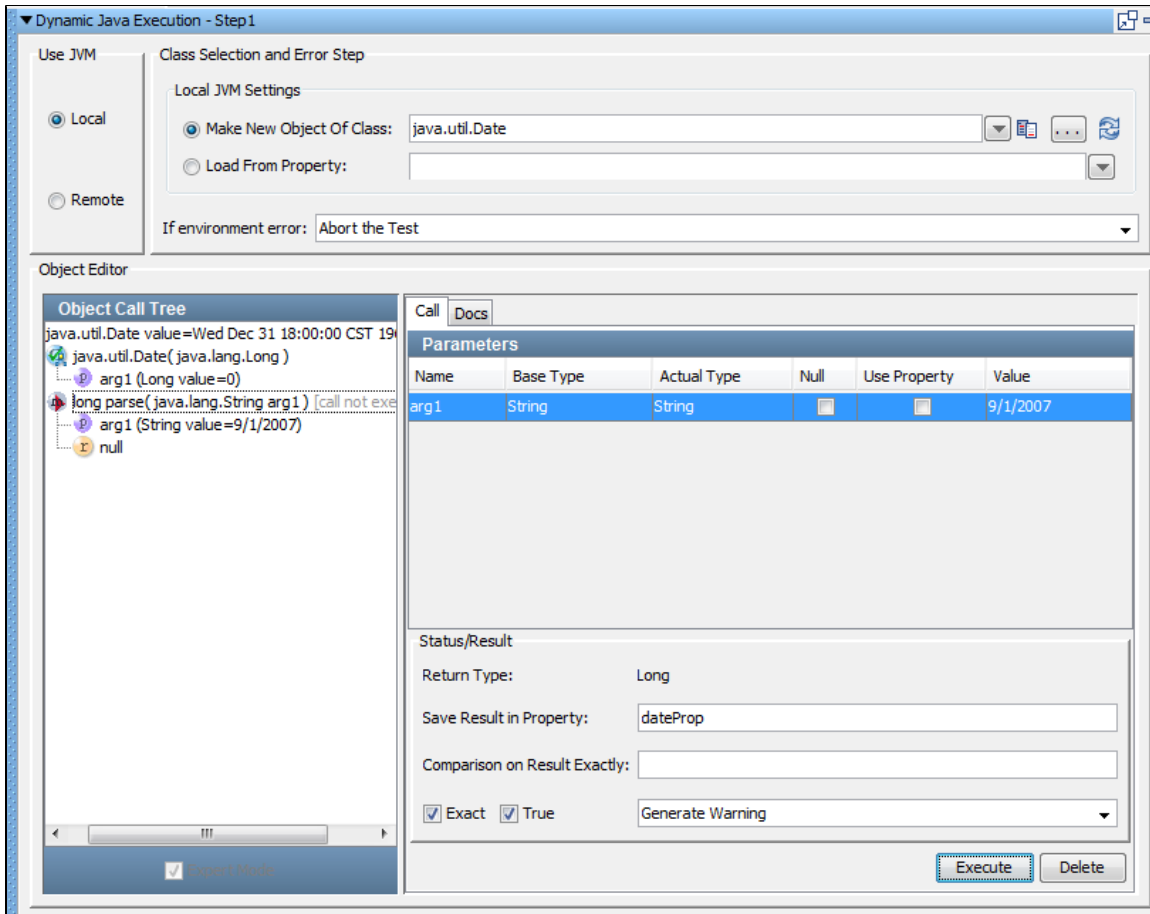 Dynamic Java Execution - Step1
Use JVM
Class Selection and Error Step
Local JVM Settings
Local
Make New Object Of Class: java.util.Date ...
Load From Property:
Remote
If environment error: Abort the Test
Object Editor
Object Call Tree
java.util.Date value=Wed Dec 31 18:00:00 CST
java.util.Date( java.lang.Long )
p arg1 (Long value=0)
long parse( java.lang.String arg1 ) [call not exe
p arg1 (String value=9/1/2007)
r null
Call Docs
Parameters
Name Base Type Actual Type Null Use Property Value
arg1 String String 9/1/2007
Status/Result
Return Type: Long
Save Result in Property: dateProp
Comparison on Result Exactly:
Exact True Generate Warning
Execute Delete